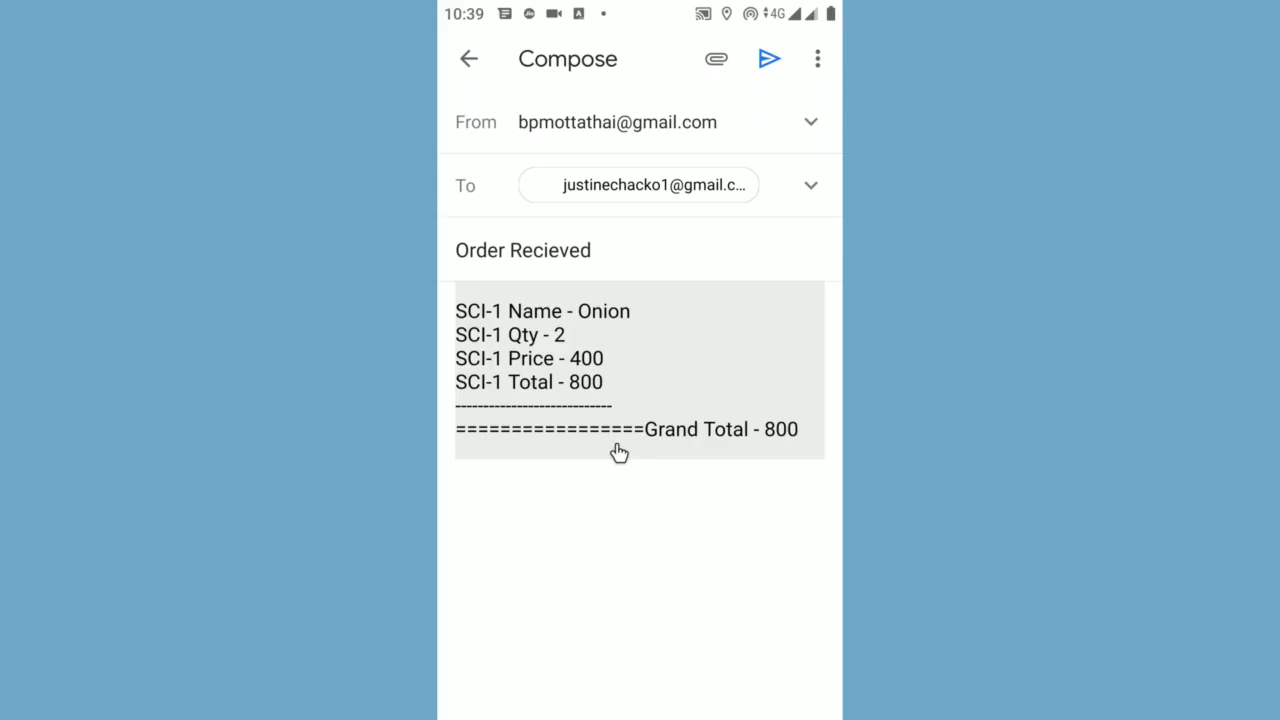 10:39 4G
Compose
From bpmottathai@gmail.com
To justinechacko1@gmail.c...
Order Recieved
SCI-1 Name - Onion
SCI-1 Qty - 2
SCI-1 Price - 400
SCI-1 Total - 800
----------------------------
=================Grand Total - 800